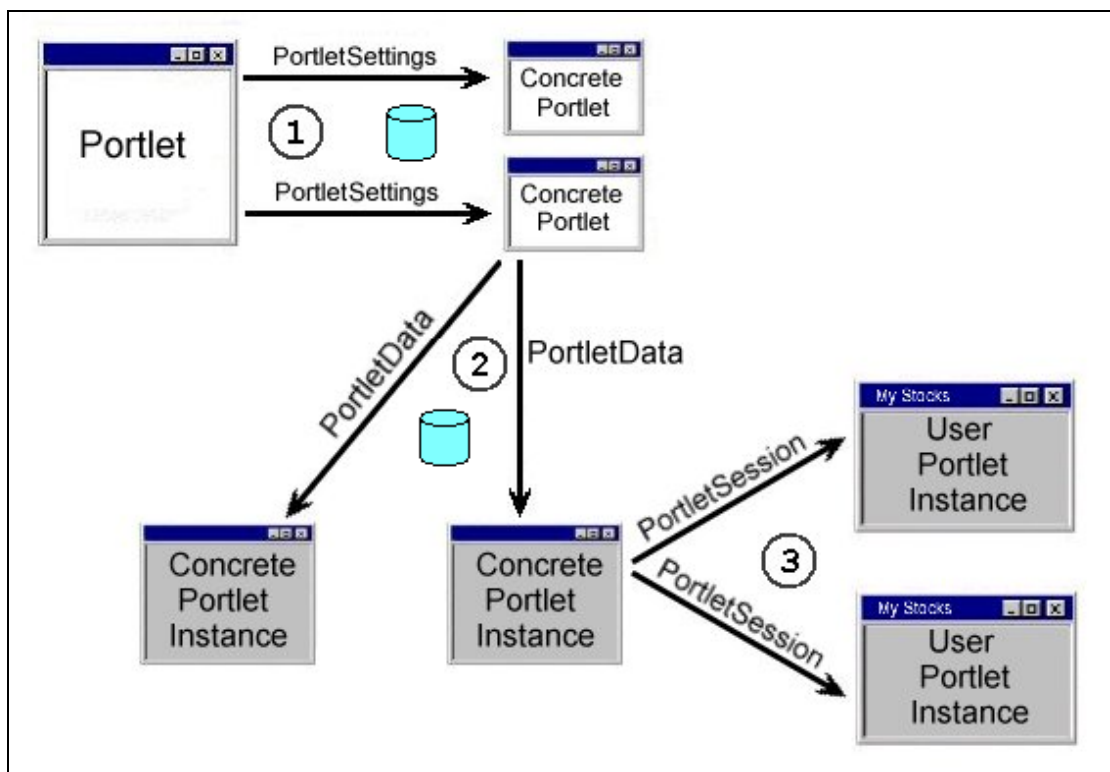 PortletSettings
Concrete
Portlet
Portlet
1
PortletSettings
Concrete
Portlet
PortletData
2
PortletData
My Stocks
User
Portlet
Instance
PortletSession
Concrete
Portlet
Instance
Concrete
Portlet
Instance
3
PortletSession
My Stocks
User
Portlet
Instance